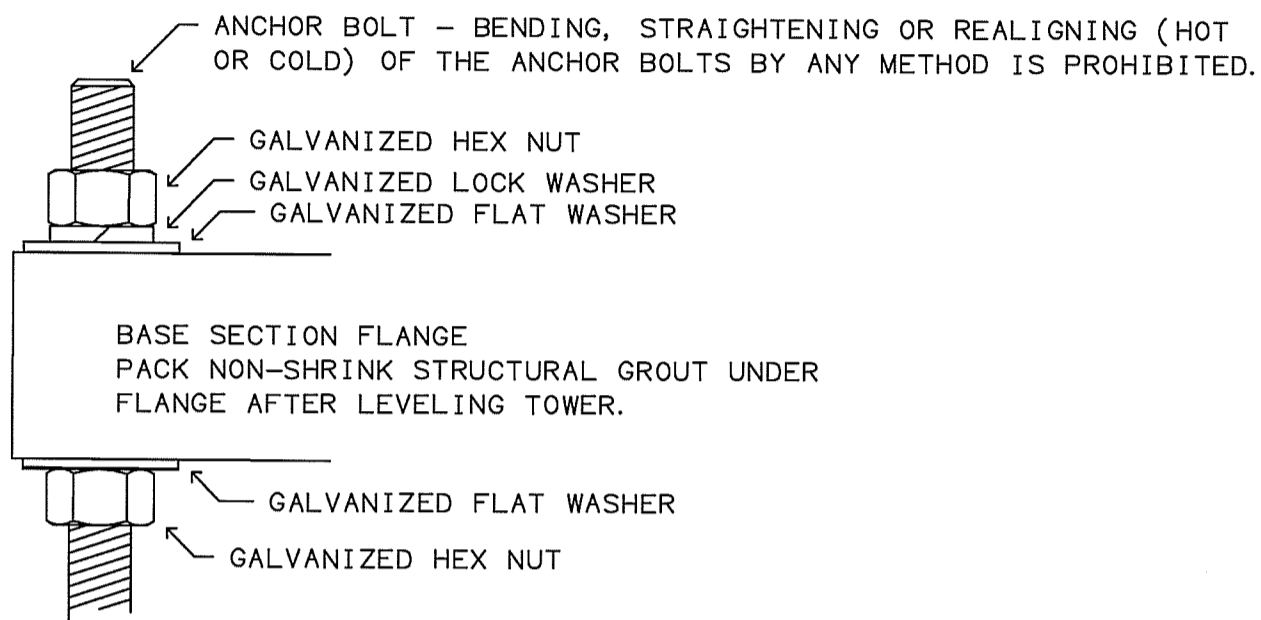 ANCHOR BOLT – BENDING, STRAIGHTENING OR REALIGNING (HOT
OR COLD) OF THE ANCHOR BOLTS BY ANY METHOD IS PROHIBITED.
GALVANIZED HEX NUT
GALVANIZED LOCK WASHER
GALVANIZED FLAT WASHER
BASE SECTION FLANGE
PACK NON-SHRINK STRUCTURAL GROUT UNDER
FLANGE AFTER LEVELING TOWER.
GALVANIZED FLAT WASHER
GALVANIZED HEX NUT